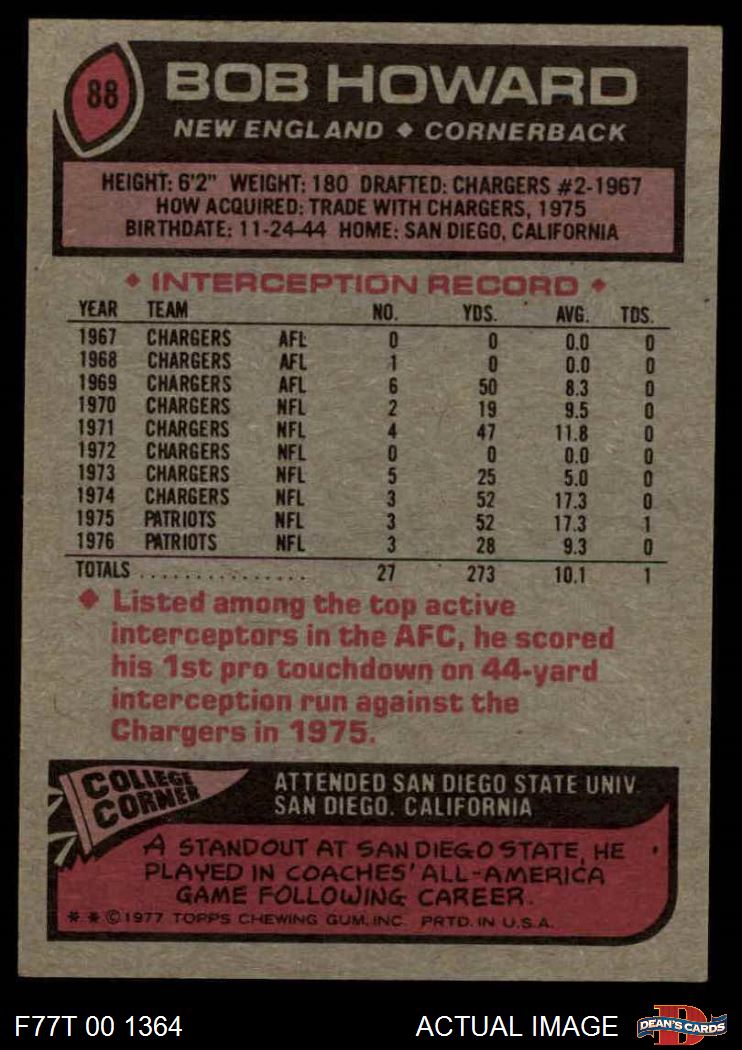 88
BOB HOWARD
NEW ENGLAND ♦ CORNERBACK
HEIGHT: 6'2" WEIGHT: 180 DRAFTED: CHARGERS #2-1967
HOW ACQUIRED: TRADE WITH CHARGERS, 1975
BIRTHDATE: 11-24-44 HOME: SAN DIEGO, CALIFORNIA
♦ INTERCEPTION RECORD ♦
YEAR TEAM NO. YDS. AVG. TDS.
1967 CHARGERS AFL 0 0 0.0 0
1968 CHARGERS AFL 1 0 0.0 0
1969 CHARGERS AFL 6 50 8.3 0
1970 CHARGERS NFL 2 19 9.5 0
1971 CHARGERS NFL 4 47 11.8 0
1972 CHARGERS NFL 0 0 0.0 0
1973 CHARGERS NFL 5 25 5.0 0
1974 CHARGERS NFL 3 52 17.3 0
1975 PATRIOTS NFL 3 52 17.3 1
1976 PATRIOTS NFL 3 28 9.3 0
TOTALS ............... 27 273 10.1 1
♦ Listed among the top active
interceptors in the AFC, he scored
his 1st pro touchdown on 44-yard
interception run against the
Chargers in 1975.
COLLEGE
CORNER
ATTENDED SAN DIEGO STATE UNIV.
SAN DIEGO, CALIFORNIA
A STANDOUT AT SAN DIEGO STATE, HE
PLAYED IN COACHES' ALL-AMERICA
GAME FOLLOWING CAREER.
* * © 1977 TOPPS CHEWING GUM, INC. PRTD. IN U.S.A.
F77T 00 1364
ACTUAL IMAGE
D
DEAN'S CARDS